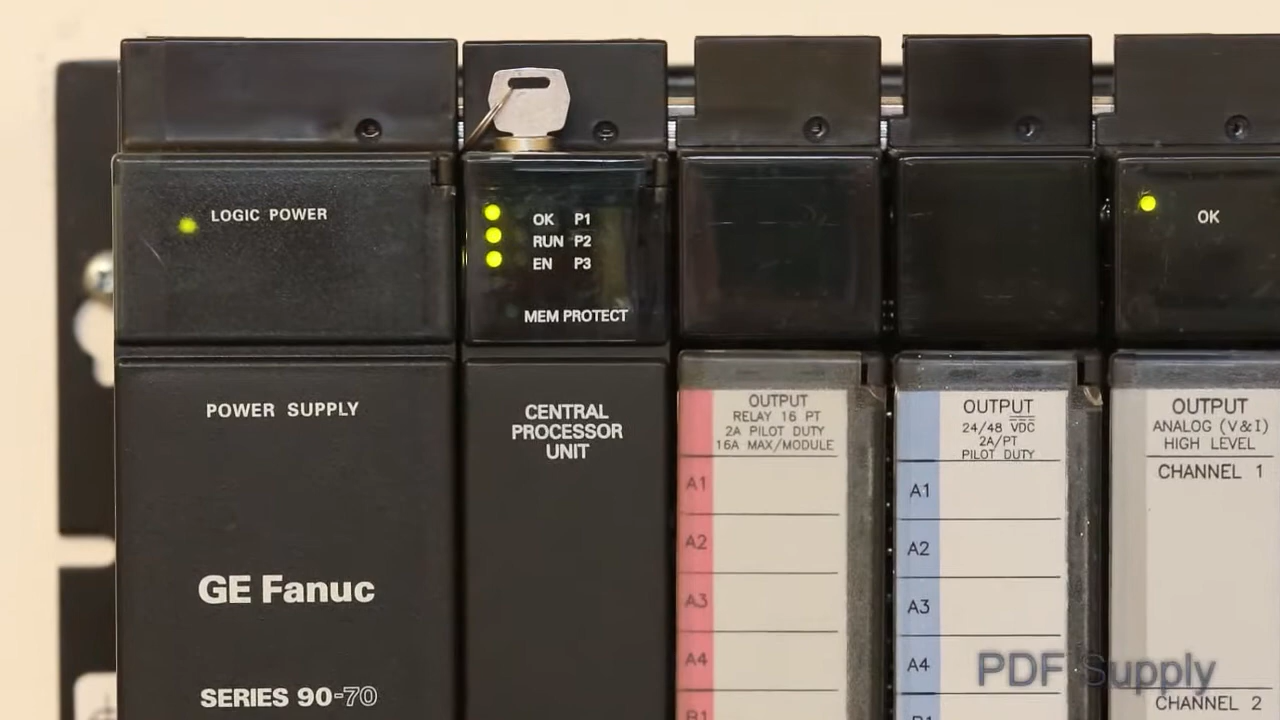 LOGIC POWER
POWER SUPPLY
GE Fanuc
SERIES 90-70
OK P1
RUN P2
EN P3
MEM PROTECT
CENTRAL
PROCESSOR
UNIT
OUTPUT
RELAY 16 PT
2A PILOT DUTY
16A MAX/MODULE
A1
A2
A3
A4
B1
OUTPUT
24/48 VDC
2A/PT
PILOT DUTY
A1
A2
A3
A4
B1
OK
OUTPUT
ANALOG (V&I)
HIGH LEVEL
CHANNEL 1
CHANNEL 2
PDF Supply